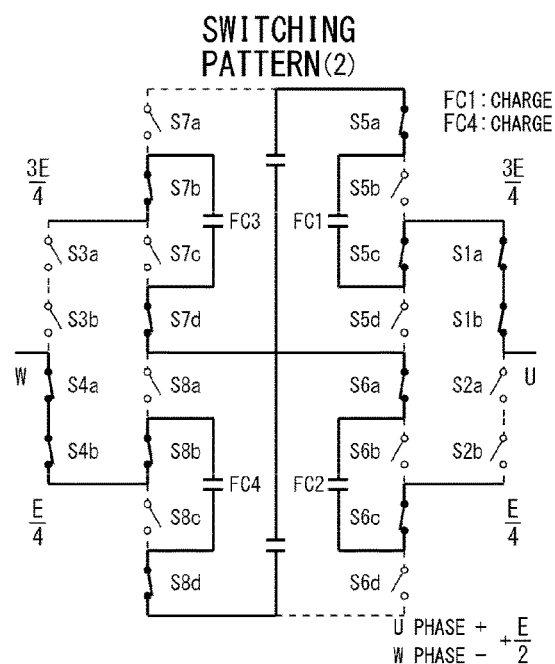 SWITCHING
PATTERN(2)
FC1:CHARGE
FC4:CHARGE
S7a
S5a
3E/4
S7b
S5b
3E/4
FC3
FC1
S3a
S7c
S5c
S1a
S3b
S7d
S5d
S1b
W
S4a
S8a
S6a
S2a
U
S4b
S8b
S6b
S2b
FC4
FC2
E/4
S8c
S6c
E/4
S8d
S6d
U PHASE +
W PHASE -
+E/2